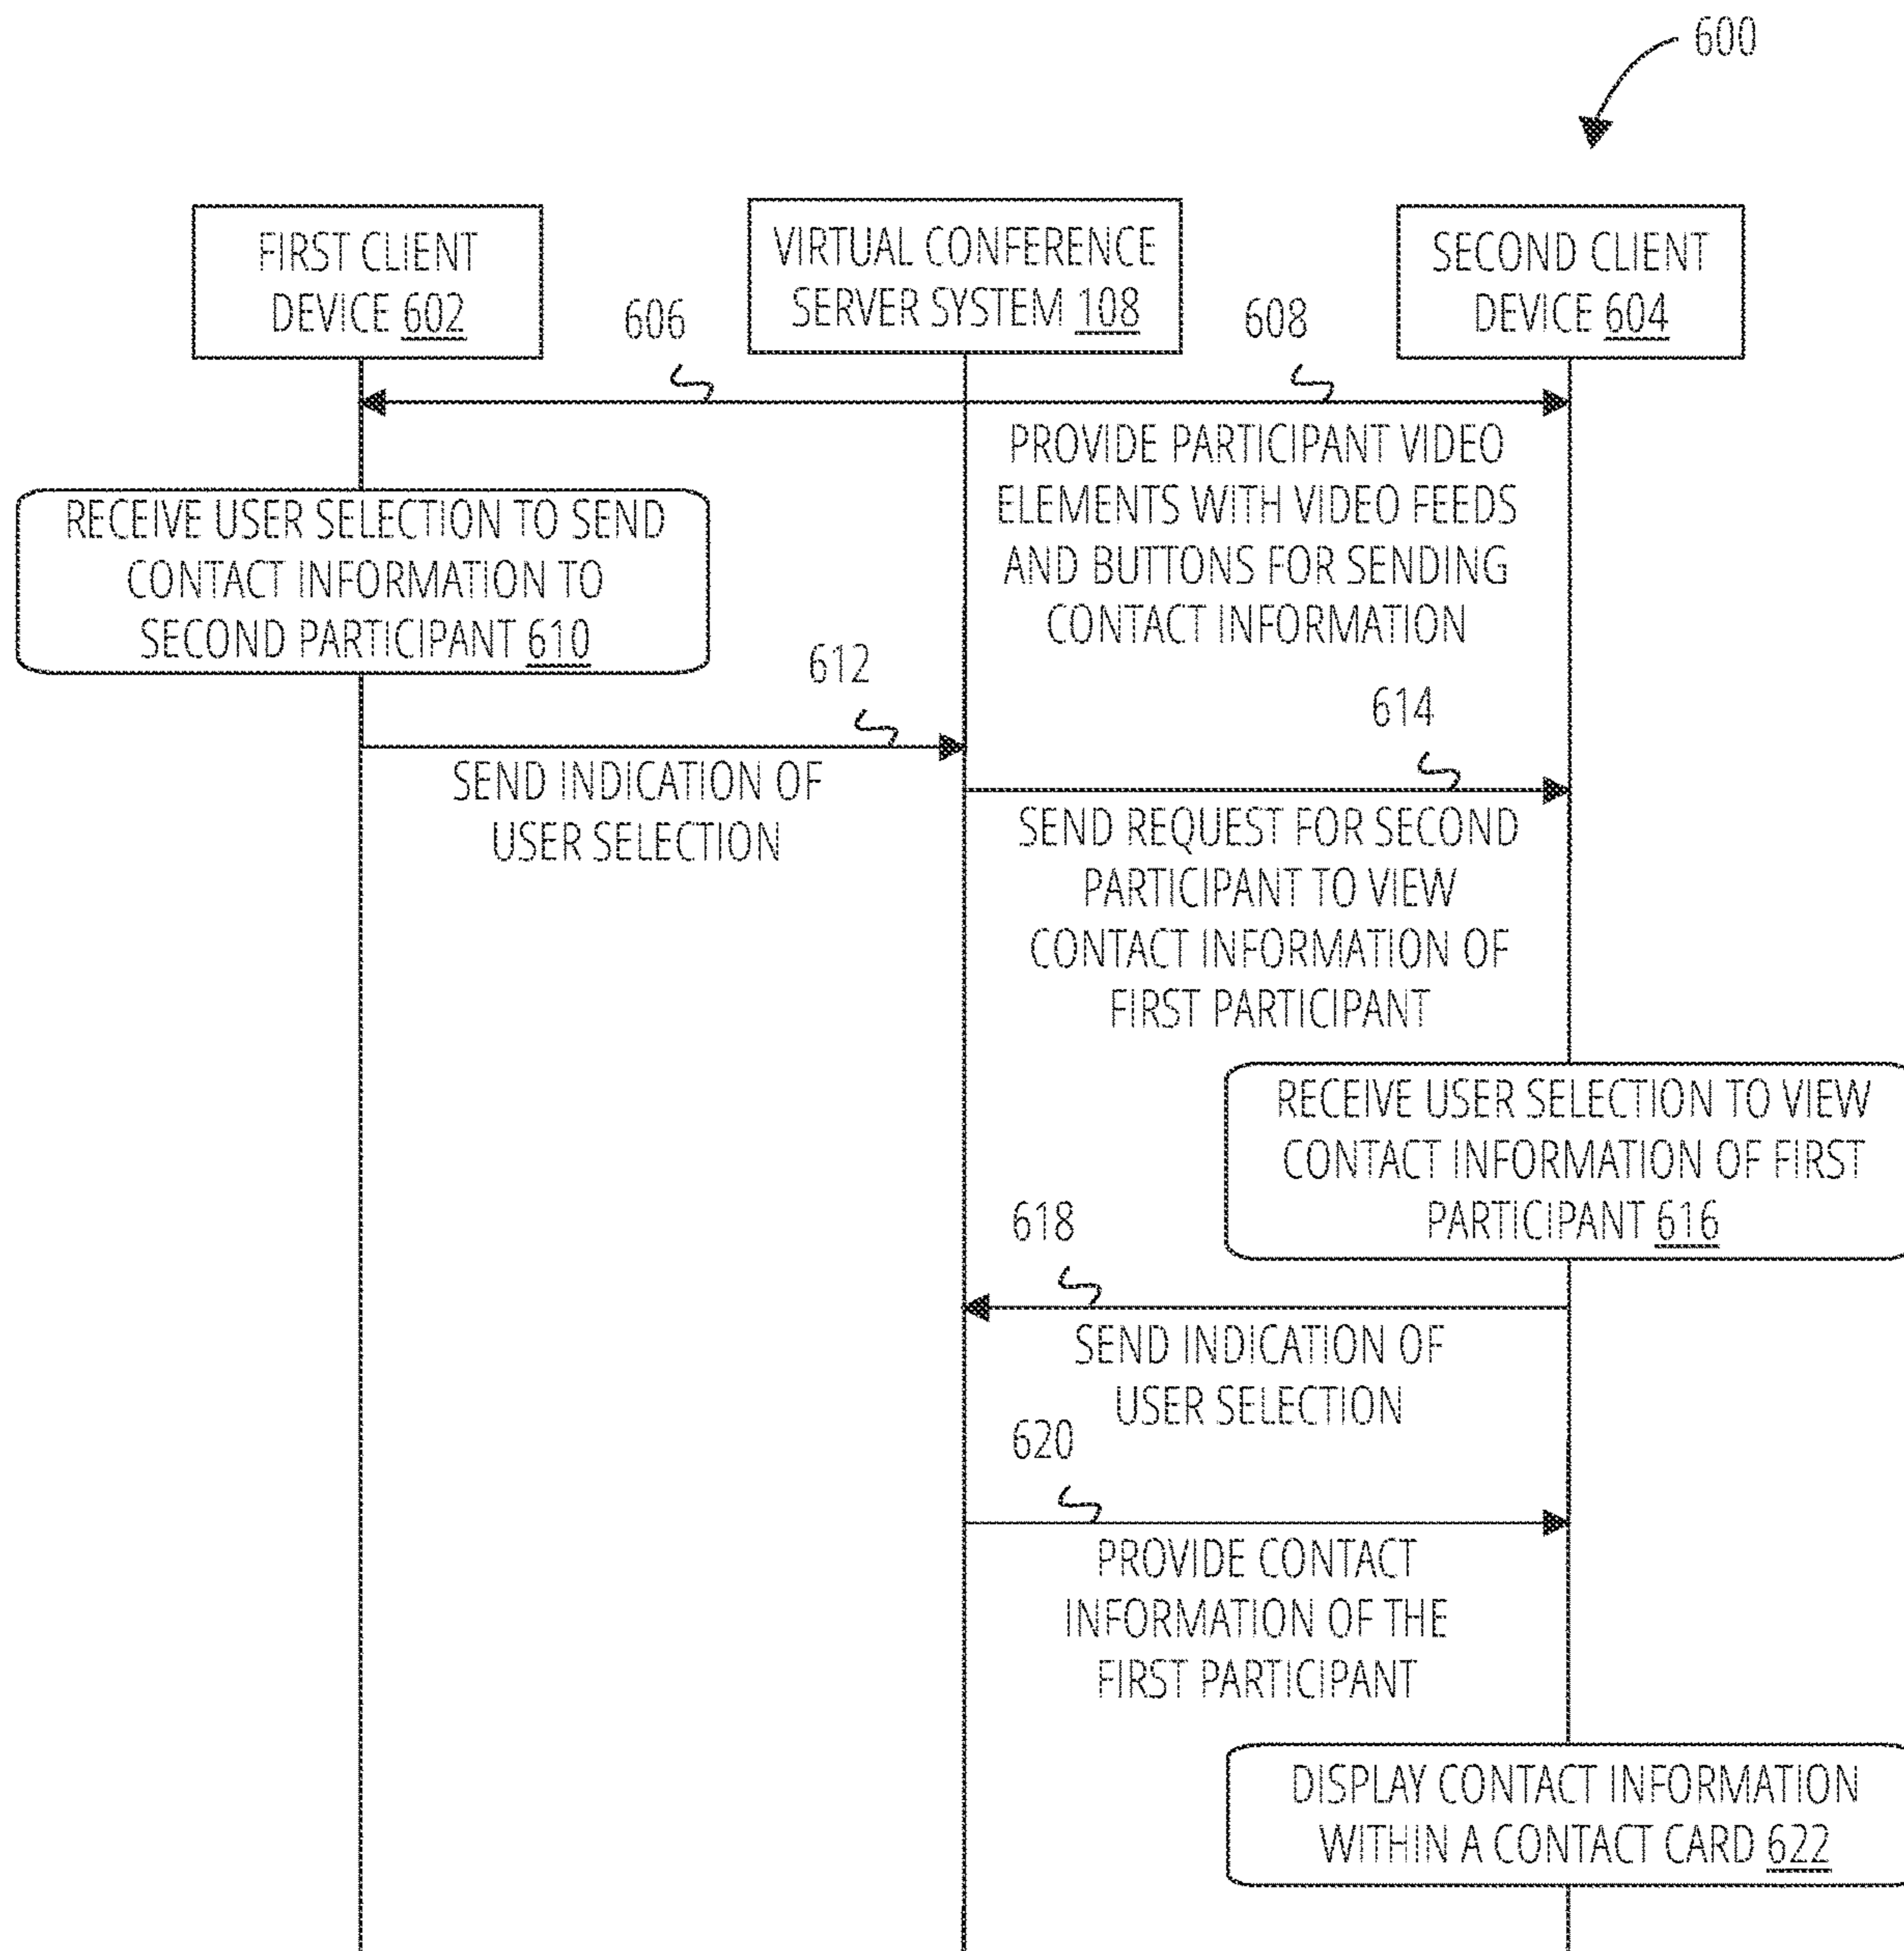 600
FIRST CLIENT
DEVICE 602
VIRTUAL CONFERENCE
SERVER SYSTEM 108
SECOND CLIENT
DEVICE 604
606
608
PROVIDE PARTICIPANT VIDEO
ELEMENTS WITH VIDEO FEEDS
AND BUTTONS FOR SENDING
CONTACT INFORMATION
RECEIVE USER SELECTION TO SEND
CONTACT INFORMATION TO
SECOND PARTICIPANT 610
612
SEND INDICATION OF
USER SELECTION
614
SEND REQUEST FOR SECOND
PARTICIPANT TO VIEW
CONTACT INFORMATION OF
FIRST PARTICIPANT
RECEIVE USER SELECTION TO VIEW
CONTACT INFORMATION OF FIRST
PARTICIPANT 616
618
SEND INDICATION OF
USER SELECTION
620
PROVIDE CONTACT
INFORMATION OF THE
FIRST PARTICIPANT
DISPLAY CONTACT INFORMATION
WITHIN A CONTACT CARD 622